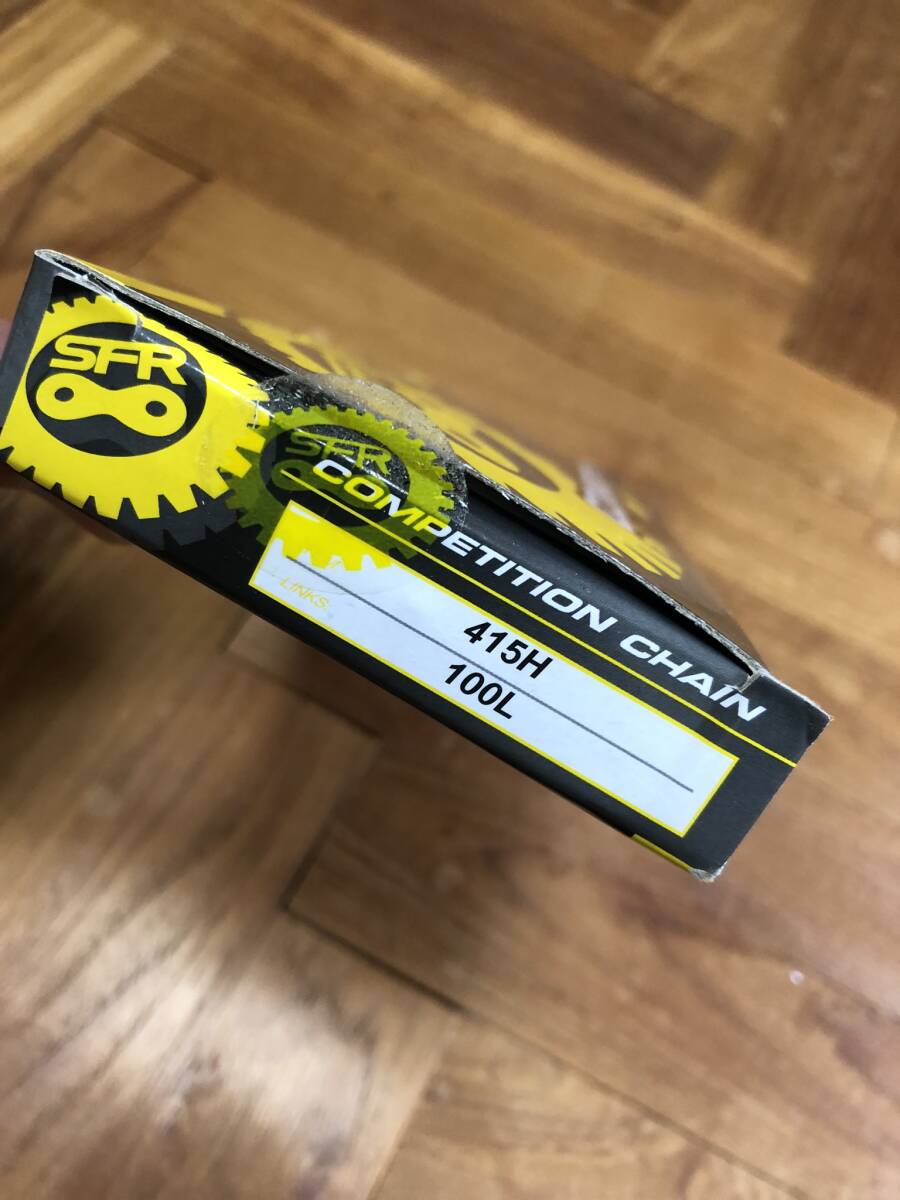 SFR
SFR
COMPETITION CHAIN
LINKS.
415H
100L